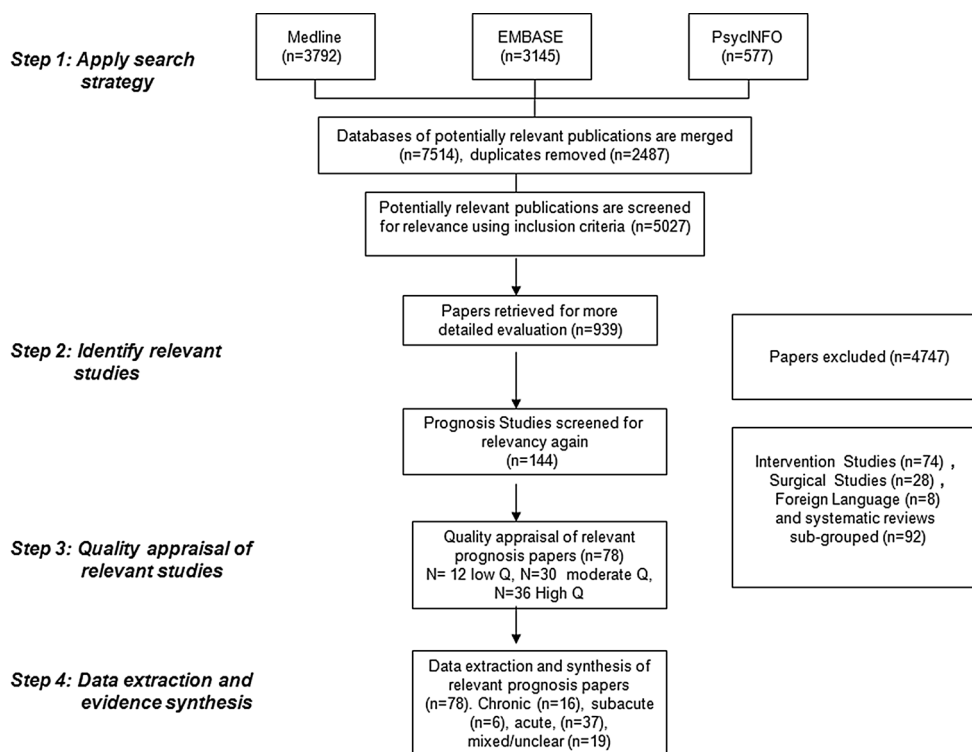 Step 1: Apply search
strategy
Medline
(n=3792)
EMBASE
(n=3145)
PsycINFO
(n=577)
Databases of potentially relevant publications are merged
(n=7514), duplicates removed (n=2487)
Potentially relevant publications are screened
for relevance using inclusion criteria (n=5027)
Step 2: Identify relevant
studies
Papers retrieved for more
detailed evaluation (n=939)
Papers excluded (n=4747)
Prognosis Studies screened for
relevancy again
(n=144)
Intervention Studies (n=74) ,
Surgical Studies (n=28) ,
Foreign Language (n=8)
and systematic reviews
sub-grouped (n=92)
Step 3: Quality appraisal of
relevant studies
Quality appraisal of relevant
prognosis papers (n=78)
N= 12 low Q, N=30 moderate Q,
N=36 High Q
Step 4: Data extraction and
evidence synthesis
Data extraction and synthesis of
relevant prognosis papers
(n=78). Chronic (n=16), subacute
(n=6), acute, (n=37),
mixed/unclear (n=19)